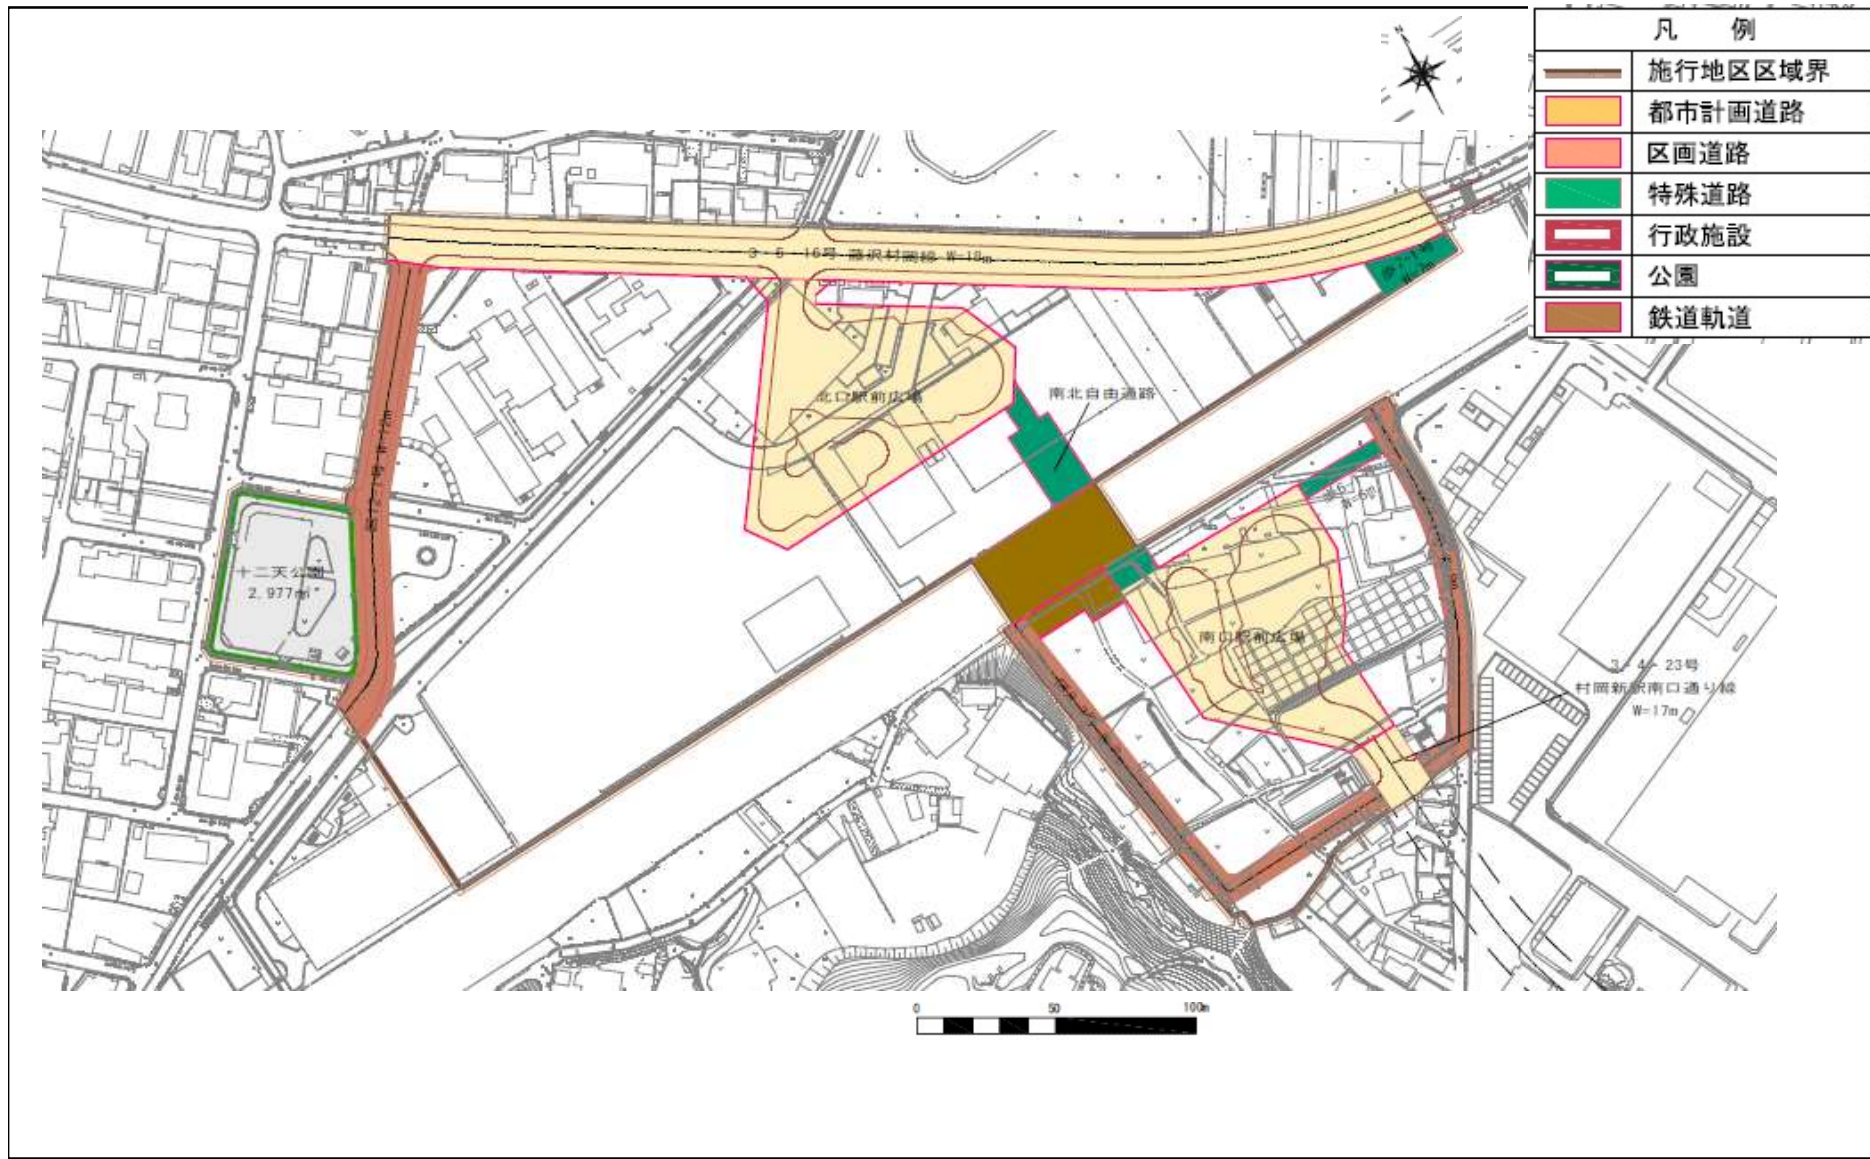 凡 例
施行地区区域界
都市計画道路
区画道路
特殊道路
行政施設
公園
鉄道軌道
N
3・5・16号 藤沢村岡線 W=18m
北口駅前広場
南北自由通路
十二天公園
2,977㎡
南口駅前広場
3・4・23号
村岡新駅南口通り線
W=17m
0 50 100m